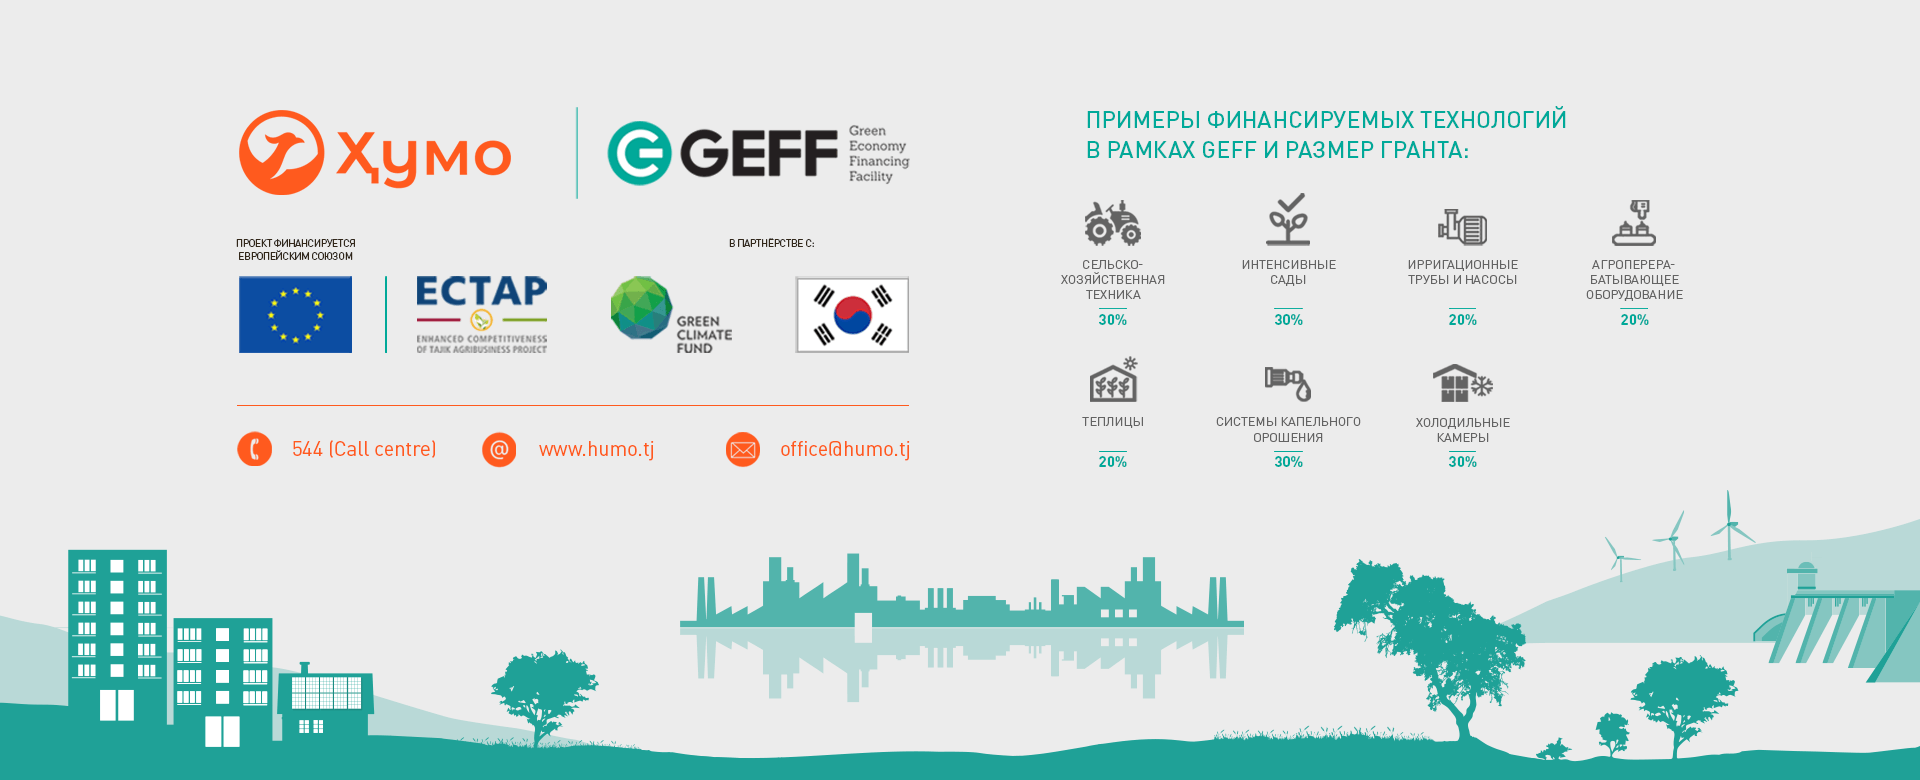 Ҳумо
GEFF
Green
Economy
Financing
Facility
ПРОЕКТ ФИНАНСИРУЕТСЯ
ЕВРОПЕЙСКИМ СОЮЗОМ
В ПАРТНЁРСТВЕ С:
ECTAP
ENHANCED COMPETITIVENESS
OF TAJIK AGRIBUSINESS PROJECT
GREEN
CLIMATE
FUND
544 (Call centre)
www.humo.tj
office@humo.tj
ПРИМЕРЫ ФИНАНСИРУЕМЫХ ТЕХНОЛОГИЙ
В РАМКАХ GEFF И РАЗМЕР ГРАНТА:
СЕЛЬСКО-
ХОЗЯЙСТВЕННАЯ
ТЕХНИКА
30%
ИНТЕНСИВНЫЕ
САДЫ
30%
ИРРИГАЦИОННЫЕ
ТРУБЫ И НАСОСЫ
20%
АГРОПЕРЕРА-
БАТЫВАЮЩЕЕ
ОБОРУДОВАНИЕ
20%
ТЕПЛИЦЫ
20%
СИСТЕМЫ КАПЕЛЬНОГО
ОРОШЕНИЯ
30%
ХОЛОДИЛЬНЫЕ
КАМЕРЫ
30%